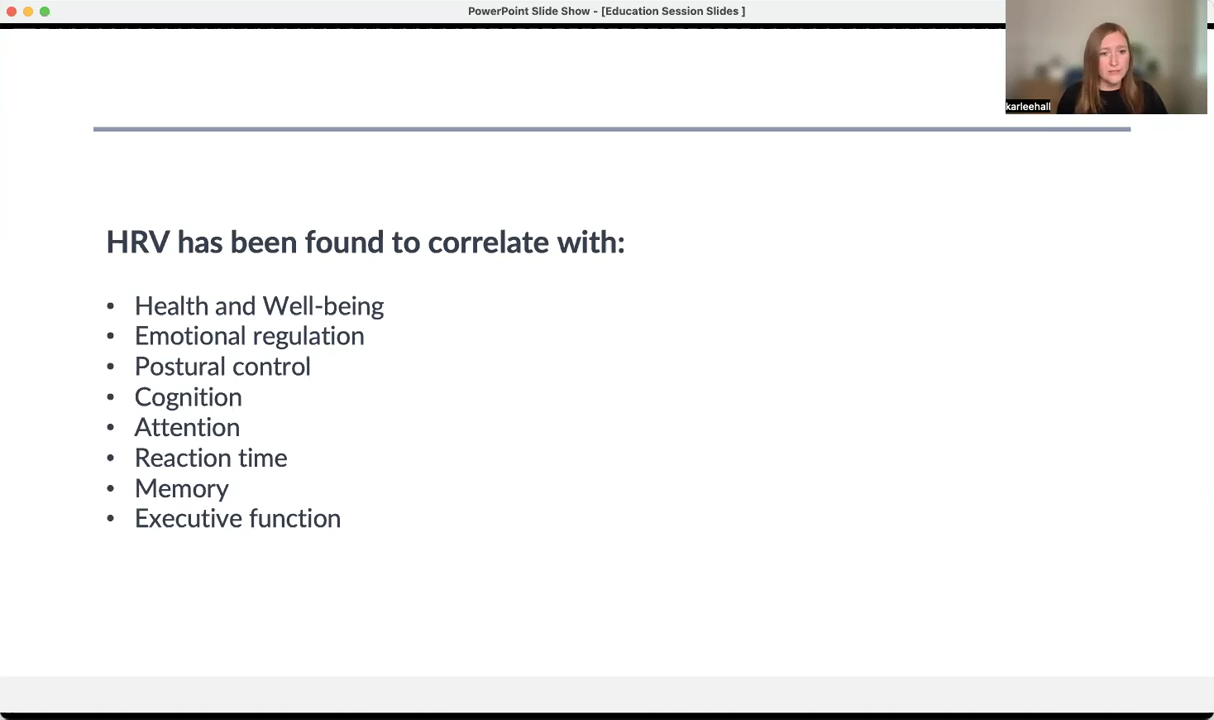 PowerPoint Slide Show - [Education Session Slides ]
karleehall
HRV has been found to correlate with:
• Health and Well-being
• Emotional regulation
• Postural control
• Cognition
• Attention
• Reaction time
• Memory
• Executive function